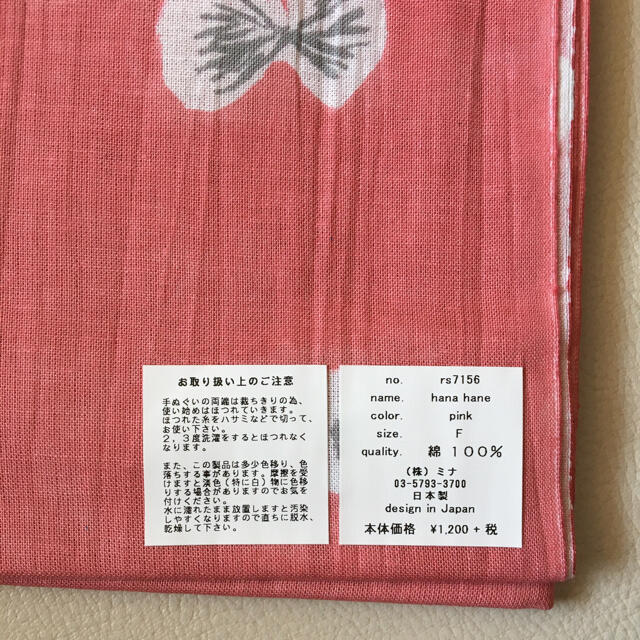 お取り扱い上のご注意
手ぬぐいの両端は裁ちきりの為、
使い始めはほつれていきます。
ほつれた糸をハサミなどで切って、
お使い下さい。
2,3度洗濯をするとほつれなく
なります。
また、この製品は多少色移り、色
落ちする事があります。摩擦を受
けますと淡色(特に白)物に色移
りする場合がありますのでお気を
付けください。
水に濡れたまま放置しますと汚染
しやすくなりますので直ちに脱水、
乾燥して下さい。
no. rs7156
name. hana hane
color. pink
size. F
quality. 綿 100%
(株) ミナ
03-5793-3700
日本製
design in Japan
本体価格 ¥1,200 + 税